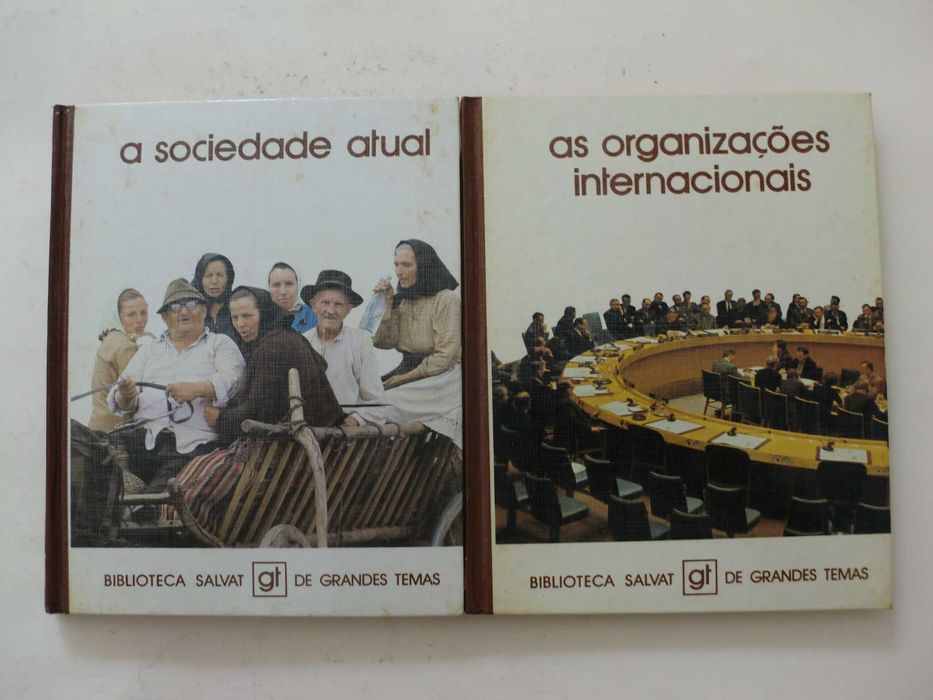 a sociedade atual
BIBLIOTECA SALVAT gt DE GRANDES TEMAS
as organizações
internacionais
BIBLIOTECA SALVAT gt DE GRANDES TEMAS